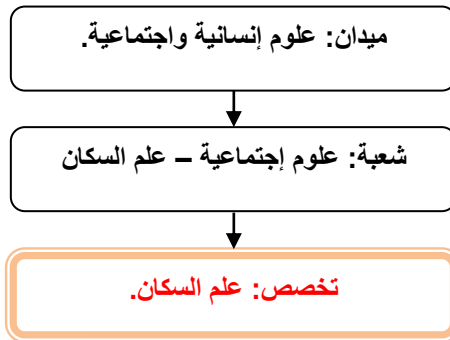 ميدان: علوم إنسانية واجتماعية.
شعبة: علوم إجتماعية – علم السكان
تخصص: علم السكان.